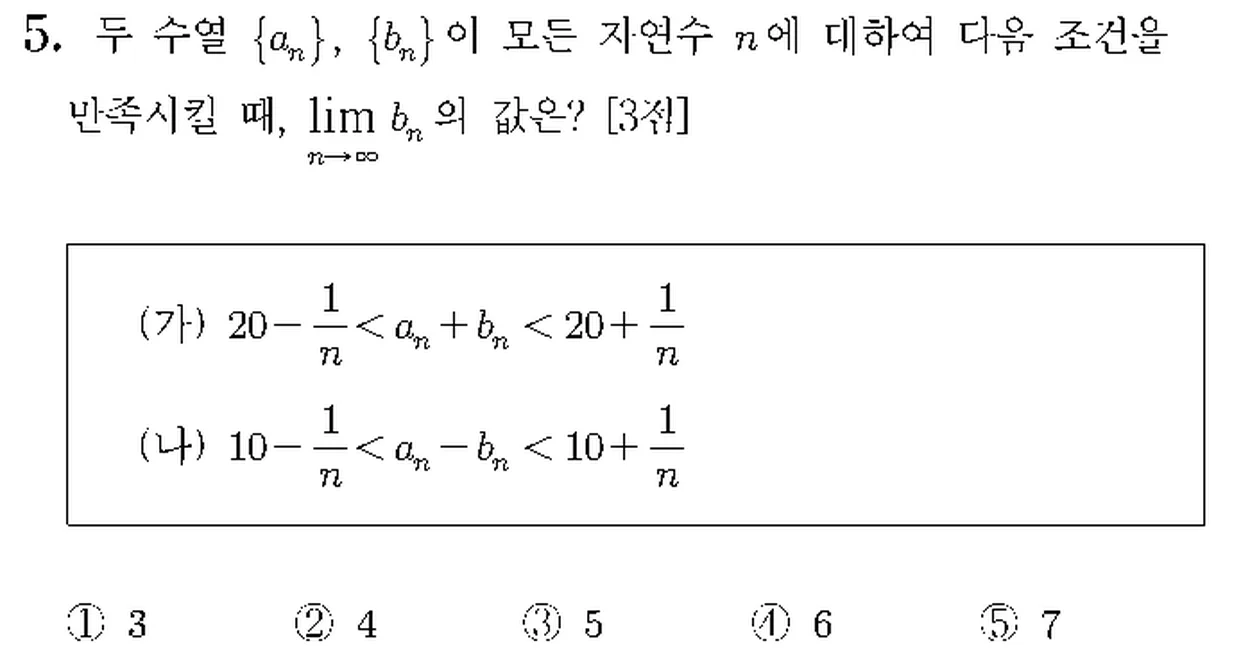 5. 두 수열 {aₙ}, {bₙ}이 모든 자연수 n에 대하여 다음 조건을
만족시킬 때, lim_{n→∞} bₙ의 값은? [3점]
(가) 20 − 1/n < aₙ + bₙ < 20 + 1/n
(나) 10 − 1/n < aₙ − bₙ < 10 + 1/n
① 3 ② 4 ③ 5 ④ 6 ⑤ 7